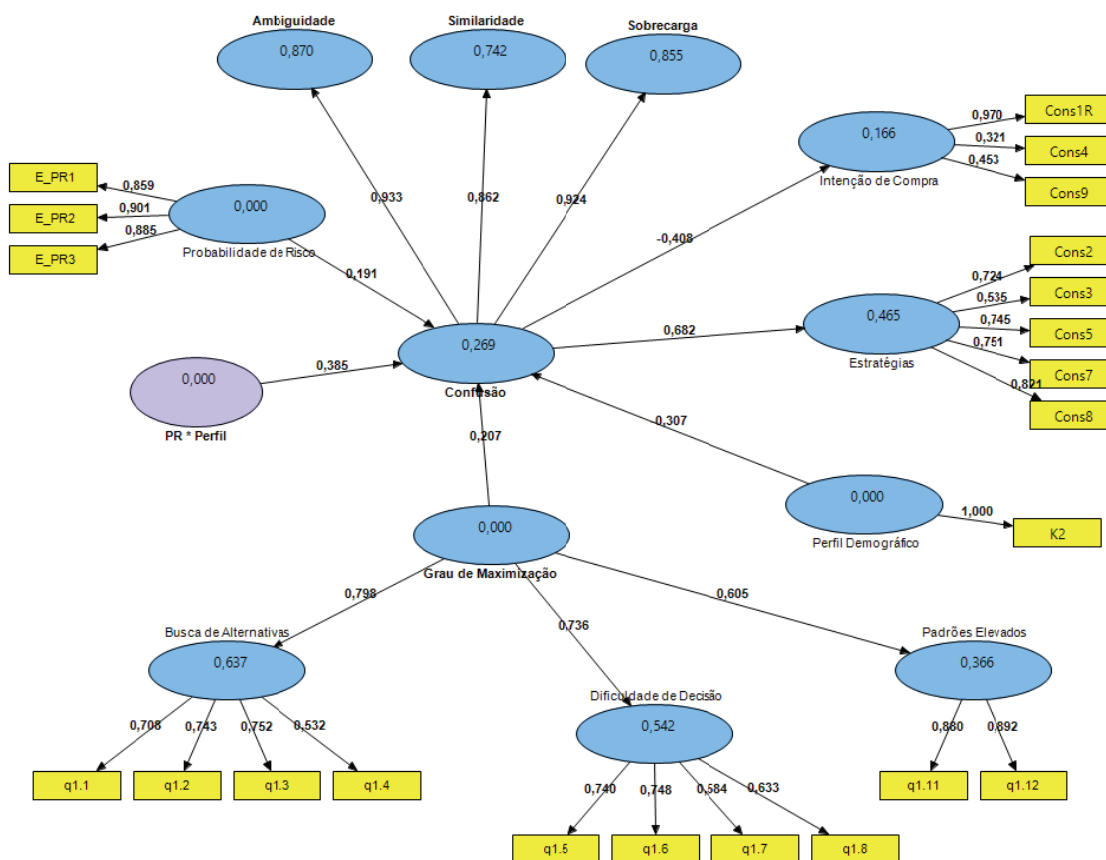 Ambiguidade
0,870
Similaridade
0,742
Sobrecarga
0,855
0,933
0,862
0,924
0,166
Intenção de Compra
0,970
Cons1R
0,321
Cons4
0,453
Cons9
-0,408
E_PR1
0,859
E_PR2
0,901
E_PR3
0,885
0,000
Probabilidade de Risco
0,191
0,269
Confusão
0,682
0,465
Estratégias
0,724
Cons2
0,535
Cons3
0,745
Cons5
0,751
Cons7
0,821
Cons8
0,000
PR * Perfil
0,385
0,207
0,307
0,000
Perfil Demográfico
1,000
K2
0,000
Grau de Maximização
0,798
0,736
0,605
Busca de Alternativas
0,637
0,708
0,743
0,752
0,532
q1.1
q1.2
q1.3
q1.4
Dificuldade de Decisão
0,542
0,740
0,748
0,584
0,633
q1.5
q1.6
q1.7
q1.8
Padrões Elevados
0,366
0,880
0,892
q1.11
q1.12